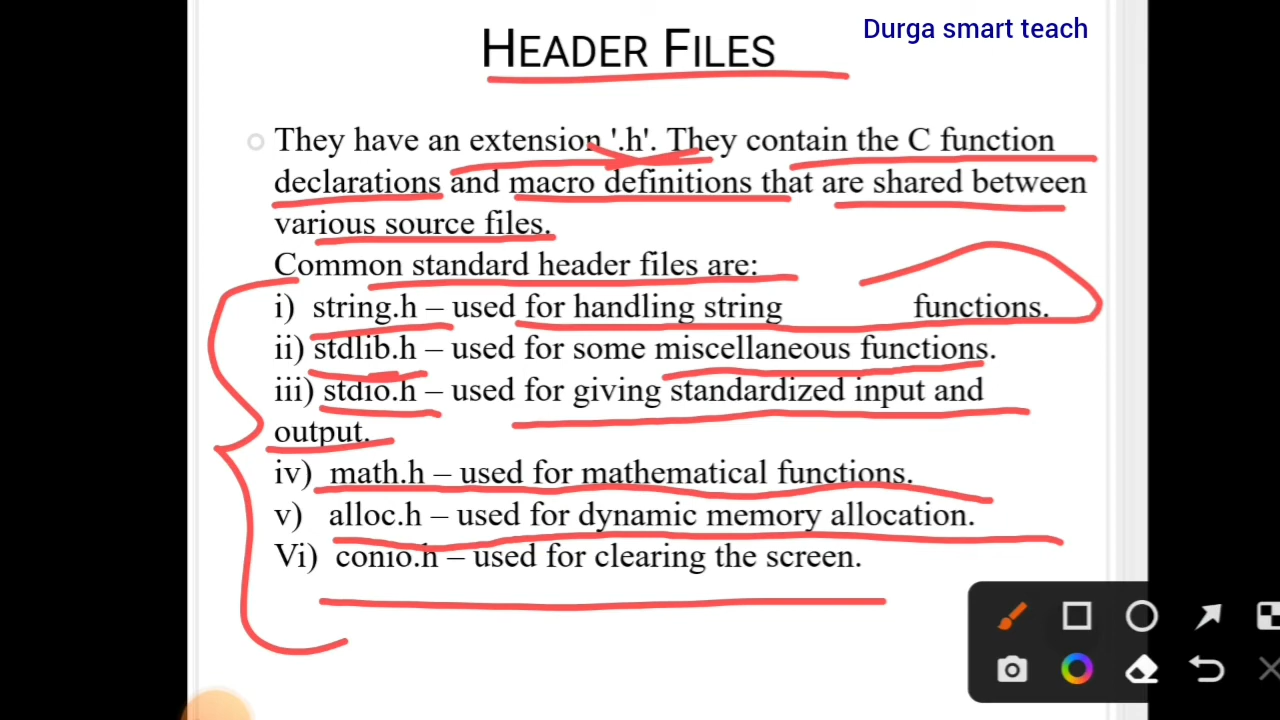 Durga smart teach
HEADER FILES
They have an extension '.h'. They contain the C function
declarations and macro definitions that are shared between
various source files.
Common standard header files are:
i) string.h – used for handling string functions.
ii) stdlib.h – used for some miscellaneous functions.
iii) stdio.h – used for giving standardized input and
output.
iv) math.h – used for mathematical functions.
v) alloc.h – used for dynamic memory allocation.
Vi) conio.h – used for clearing the screen.